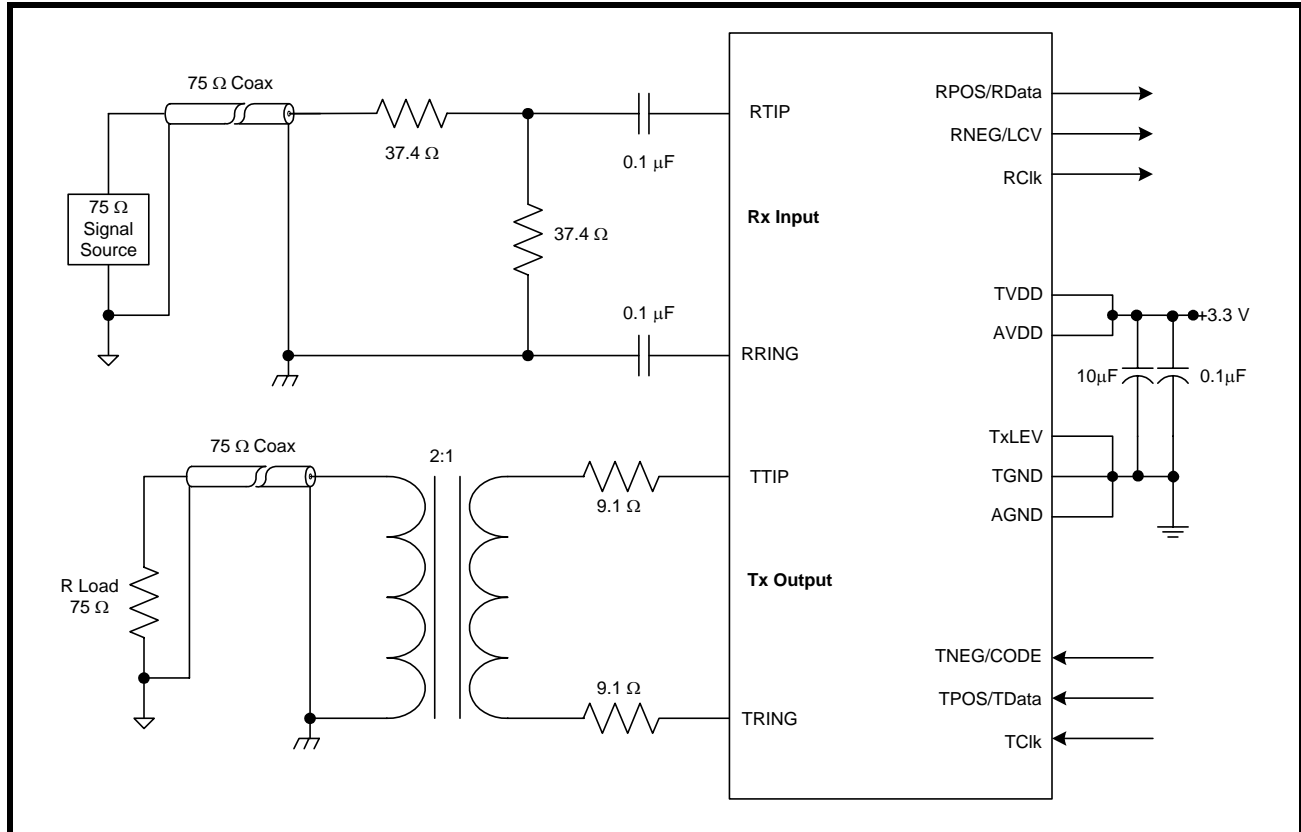 75 Ω Coax
37.4 Ω
0.1 μF
RTIP
75 Ω
Signal
Source
37.4 Ω
Rx Input
0.1 μF
RRING
75 Ω Coax
2:1
9.1 Ω
TTIP
R Load
75 Ω
Tx Output
9.1 Ω
TRING
RPOS/RData
RNEG/LCV
RClk
TVDD
AVDD
+3.3 V
10μF
0.1μF
TxLEV
TGND
AGND
TNEG/CODE
TPOS/TData
TClk